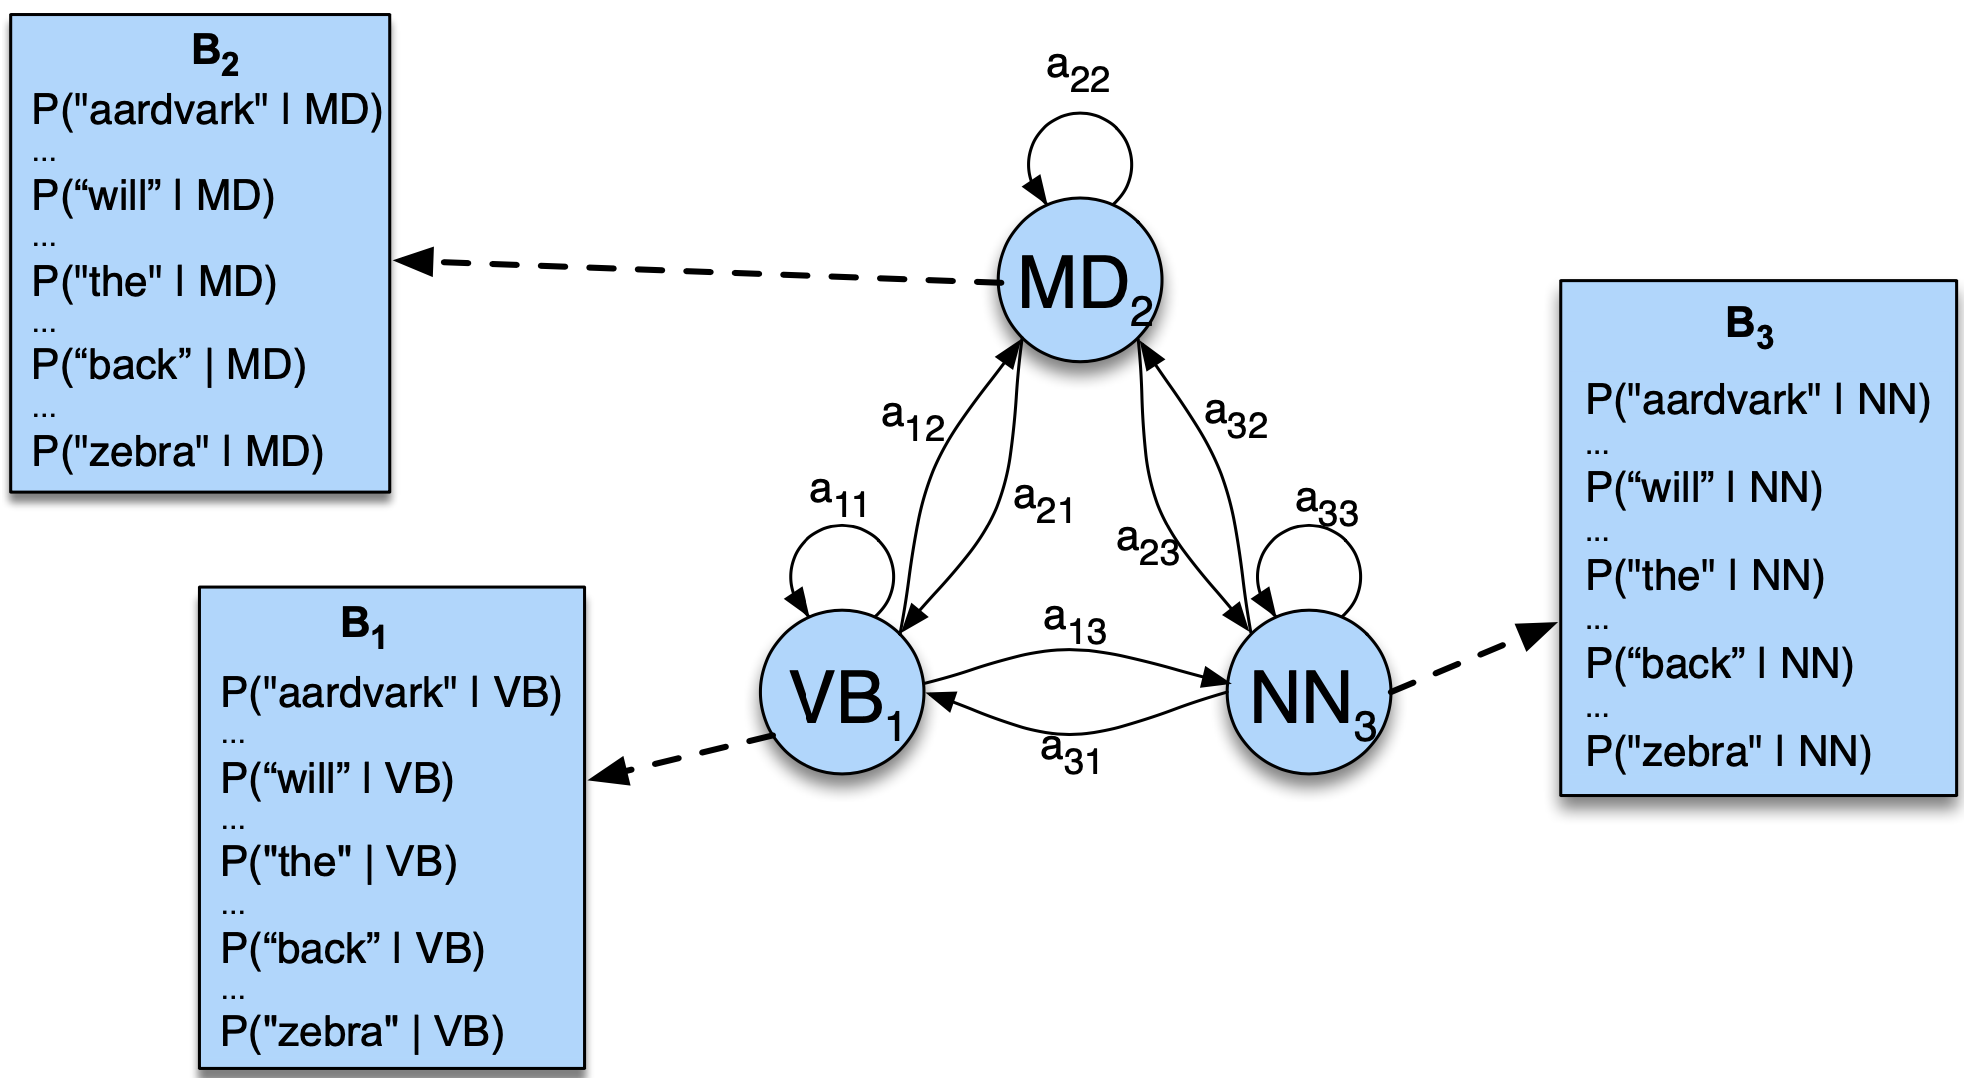 B₂
P("aardvark" | MD)
...
P(“will” | MD)
...
P("the" | MD)
...
P(“back” | MD)
...
P("zebra" | MD)
a₂₂
MD₂
a₁₂
a₂₁
a₃₂
a₂₃
a₁₁
VB₁
a₁₃
a₃₁
a₃₃
NN₃
B₁
P("aardvark" | VB)
...
P(“will” | VB)
...
P("the" | VB)
...
P(“back” | VB)
...
P("zebra" | VB)
B₃
P("aardvark" | NN)
...
P(“will” | NN)
...
P("the" | NN)
...
P(“back” | NN)
...
P("zebra" | NN)